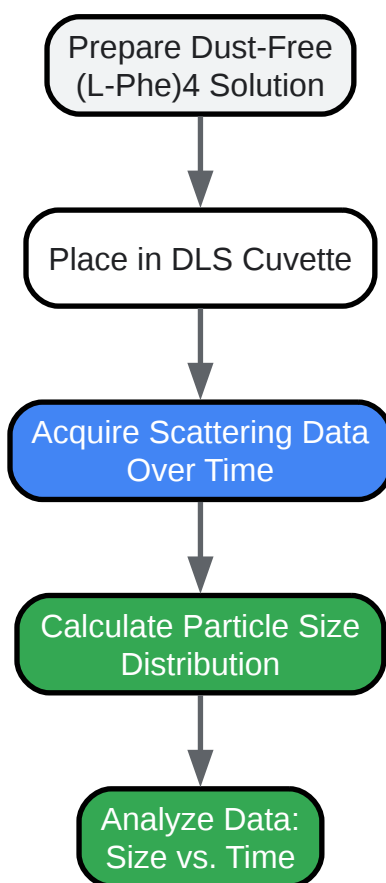 Prepare Dust-Free
(L-Phe)4 Solution
Place in DLS Cuvette
Acquire Scattering Data
Over Time
Calculate Particle Size
Distribution
Analyze Data:
Size vs. Time